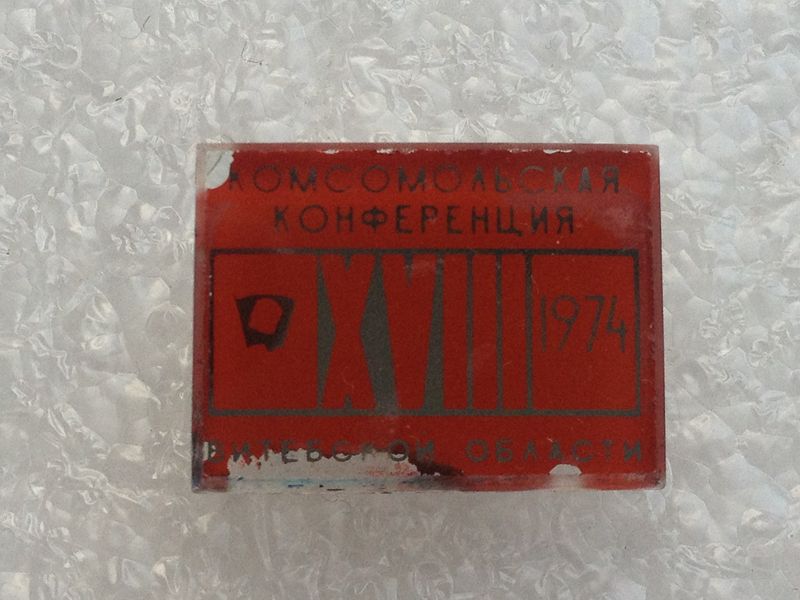 КОМСОМОЛЬСКАЯ
КОНФЕРЕНЦИЯ
XVIII 1974
ВИТЕБСКОЙ ОБЛАСТИ